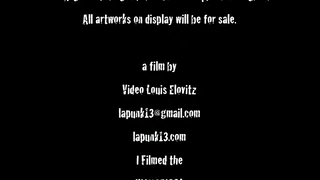 All artworks on display will be for sale.
a film by
Video Louis Elovitz
lapunk13@gmail.com
lapunk13.com
I Filmed the